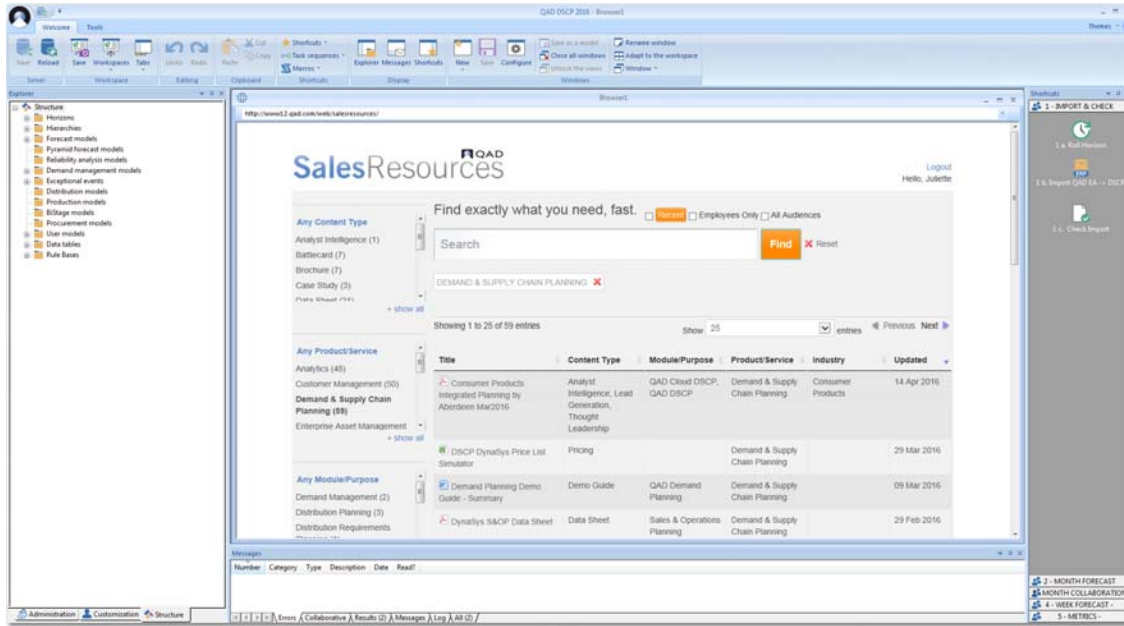 QAD DSCP 2016 - Browser1
Welcome Tools Themes
Save Reload Save Workspaces Tabs Undo Redo Paste Cut Copy Shortcuts Task sequences Macros Explorer Messages Shortcuts New Save Configure Save as a model Close all windows Unlock the views Rename window Adapt to the workspace Window
Server Workspace Editing Clipboard Shortcuts Display Windows
Explorer
Structure
Horizons
Hierarchies
Forecast models
Pyramid forecast models
Reliability analysis models
Demand management models
Exceptional events
Distribution models
Production models
BiStage models
Procurement models
User models
Data tables
Rule Bases
Administration Customization Structure
Browser1
http://www12.qad.com/web/salesresources/
QAD
SalesResources
Logout
Hello, Juliette
Any Content Type
Analyst Intelligence (1)
Battlecard (7)
Brochure (7)
Case Study (3)
Data Sheet (21)
+ show all
Any Product/Service
Analytics (40)
Customer Management (50)
Demand & Supply Chain
Planning (59)
Enterprise Asset Management
+ show all
Any Module/Purpose
Demand Management (2)
Distribution Planning (3)
Distribution Requirements
Find exactly what you need, fast. Recent Employees Only All Audiences
Search Find Reset
DEMAND & SUPPLY CHAIN PLANNING
Showing 1 to 25 of 59 entries Show 25 entries Previous Next
Title Content Type Module/Purpose Product/Service Industry Updated
Consumer Products
Integrated Planning by
Aberdeen Mar2016
Analyst
Intelligence, Lead
Generation,
Thought
Leadership
QAD Cloud DSCP,
QAD DSCP
Demand & Supply
Chain Planning
Consumer
Products
14 Apr 2016
DSCP DynaSys Price List
Simulator
Pricing
Demand & Supply
Chain Planning
29 Mar 2016
Demand Planning Demo
Guide - Summary
Demo Guide
QAD Demand
Planning
Demand & Supply
Chain Planning
09 Mar 2016
DynaSys S&OP Data Sheet
Data Sheet
Sales & Operations
Planning
Demand & Supply
Chain Planning
29 Feb 2016
Messages
Number Category Type Description Date Read?
Errors Collaborative Results (2) Messages Log All (2)
Shortcuts
1 - IMPORT & CHECK
1 a. Roll Horizon
ERP
1 b. Import QAD EA -> DSCP
1 c. Check Import
2 - MONTH FORECAST
MONTH COLLABORATION
4 - WEEK FORECAST -
5 - METRICS -